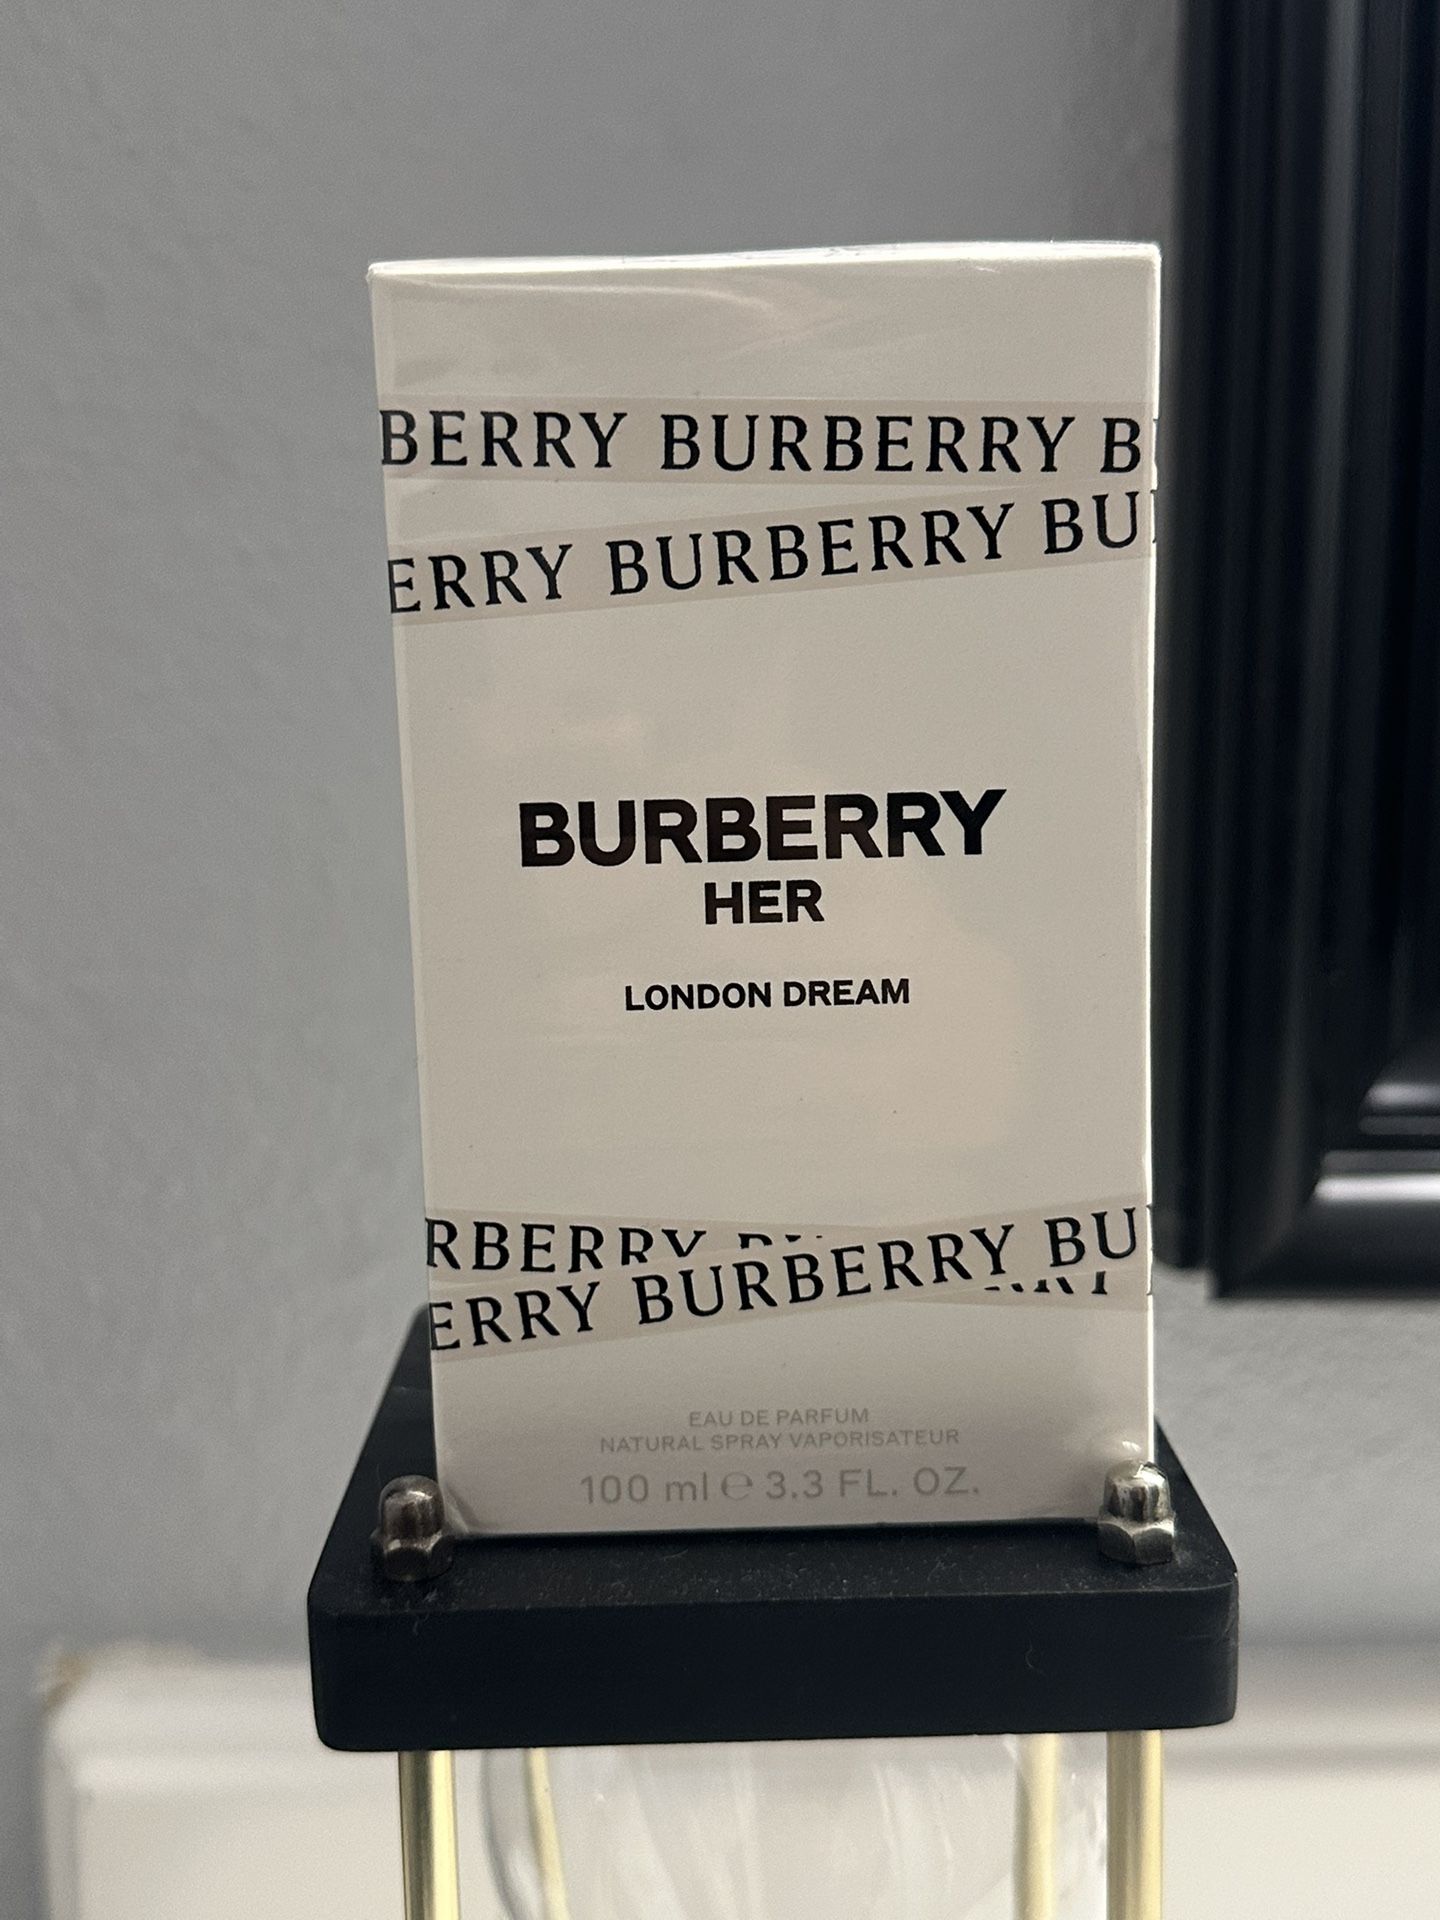 BERRY BURBERRY B
ERRY BURBERRY BU
BURBERRY
HER
LONDON DREAM
RBERRY
ERRY BURBERRY BU
EAU DE PARFUM
NATURAL SPRAY VAPORISATEUR
100 ml ℮ 3.3 FL. OZ.